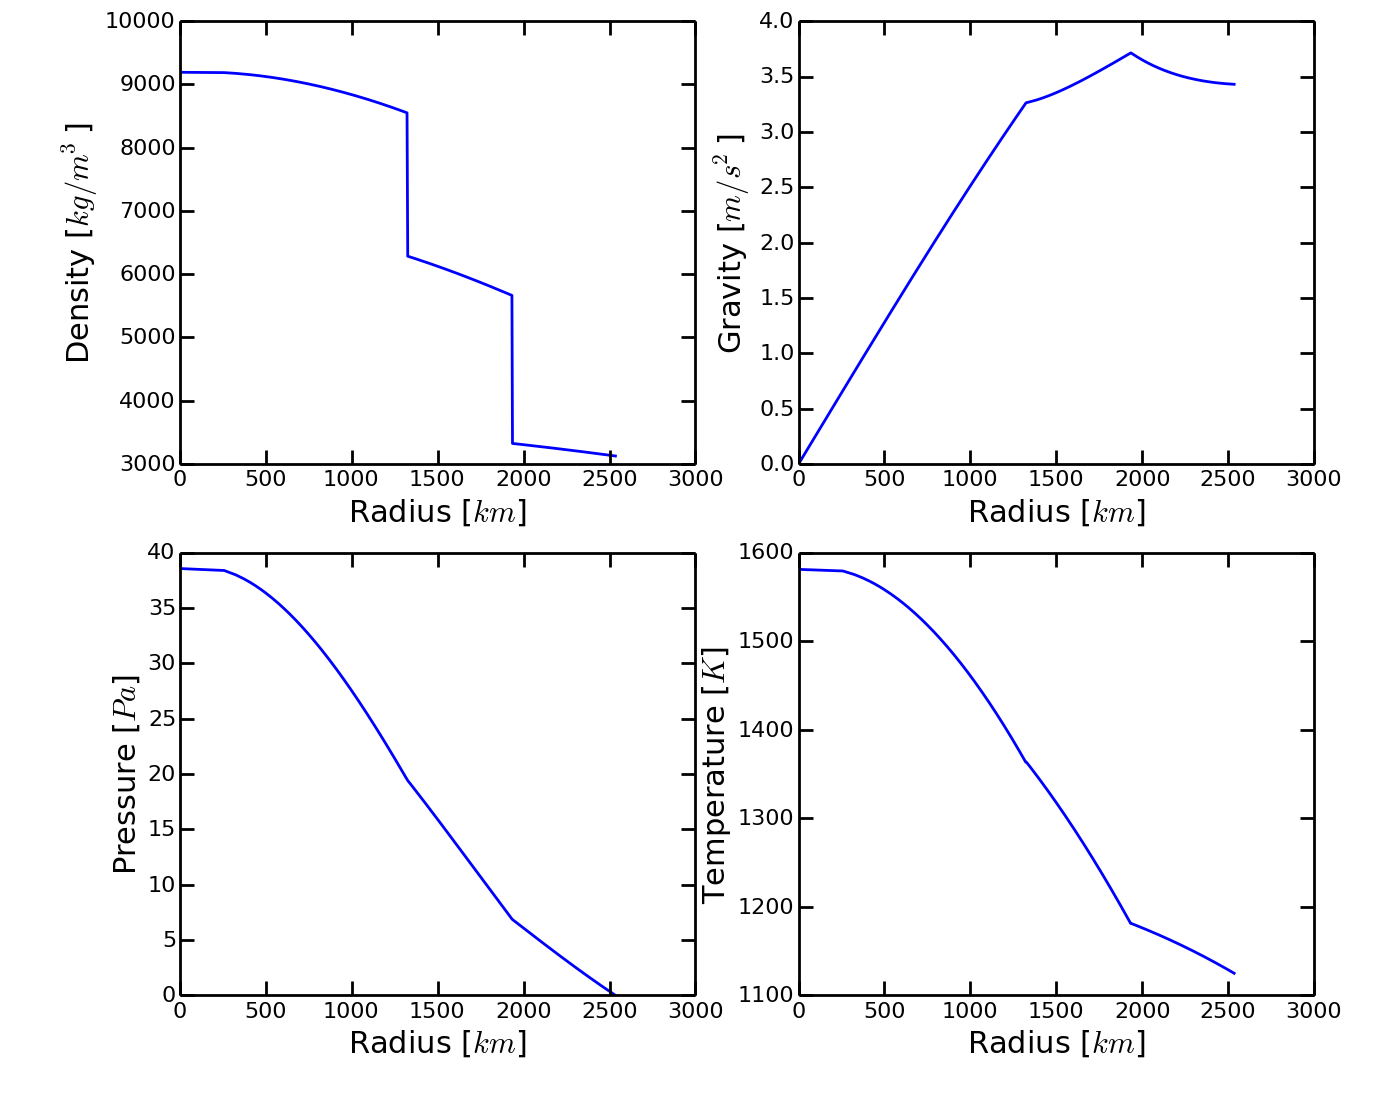 Density [kg/m³ ]
10000
9000
8000
7000
6000
5000
4000
3000
0 500 1000 1500 2000 2500 3000
Radius [km]
Gravity [m/s² ]
4.0
3.5
3.0
2.5
2.0
1.5
1.0
0.5
0.0
0 500 1000 1500 2000 2500 3000
Radius [km]
Pressure [Pa]
40
35
30
25
20
15
10
5
0
0 500 1000 1500 2000 2500 3000
Radius [km]
Temperature [K]
1600
1500
1400
1300
1200
1100
0 500 1000 1500 2000 2500 3000
Radius [km]